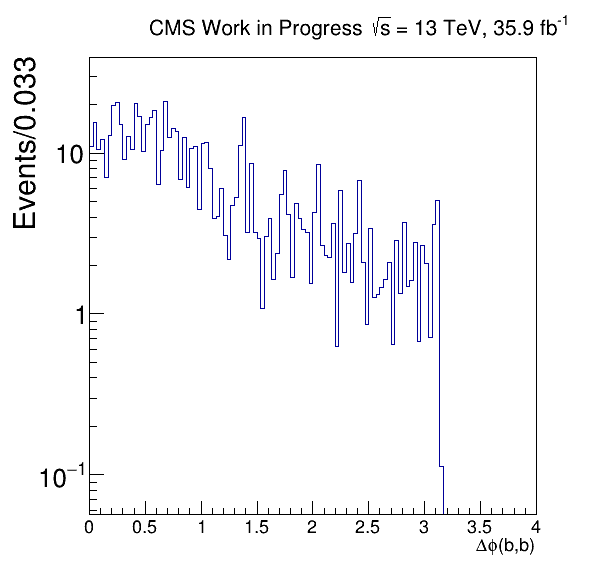 CMS Work in Progress √s = 13 TeV, 35.9 fb⁻¹
Events/0.033
10
1
10⁻¹
0 0.5 1 1.5 2 2.5 3 3.5 4
Δϕ(b,b)